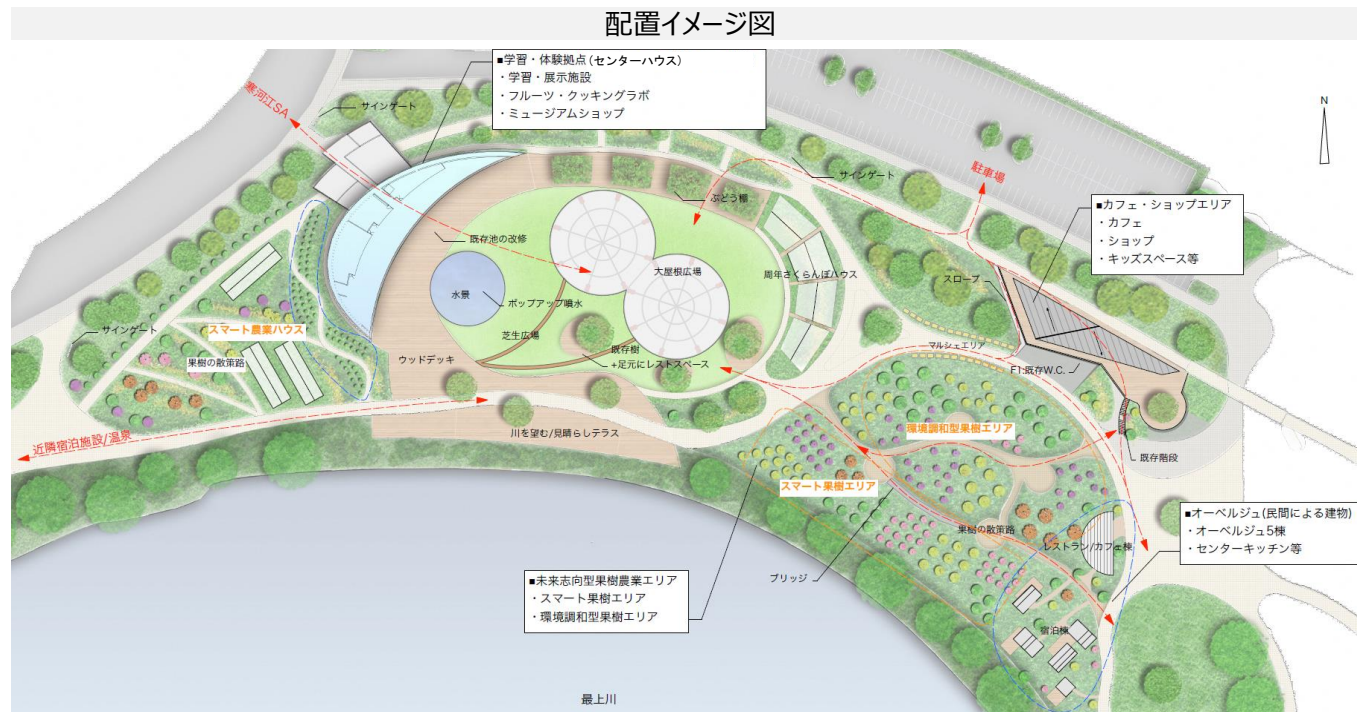 配置イメージ図
■学習・体験拠点(センターハウス)
・学習・展示施設
・フルーツ・クッキングラボ
・ミュージアムショップ
寒河江SA
サインゲート
サインゲート
駐車場
N
■カフェ・ショップエリア
・カフェ
・ショップ
・キッズスペース等
ぶどう棚
既存池の改修
大屋根広場
周年さくらんぼハウス
スロープ
水景
ポップアップ噴水
サインゲート
スマート農業ハウス
芝生広場
既存樹
+足元にレストスペース
マルシェエリア
F1:既存W.C.
果樹の散策路
ウッドデッキ
近隣宿泊施設/温泉
川を望む/見晴らしテラス
環境調和型果樹エリア
既存階段
スマート果樹エリア
■オーベルジュ(民間による建物)
・オーベルジュ5棟
・センターキッチン等
果樹の散策路
レストラン/カフェ棟
■未来志向型果樹農業エリア
・スマート果樹エリア
・環境調和型果樹エリア
ブリッジ
宿泊棟
最上川